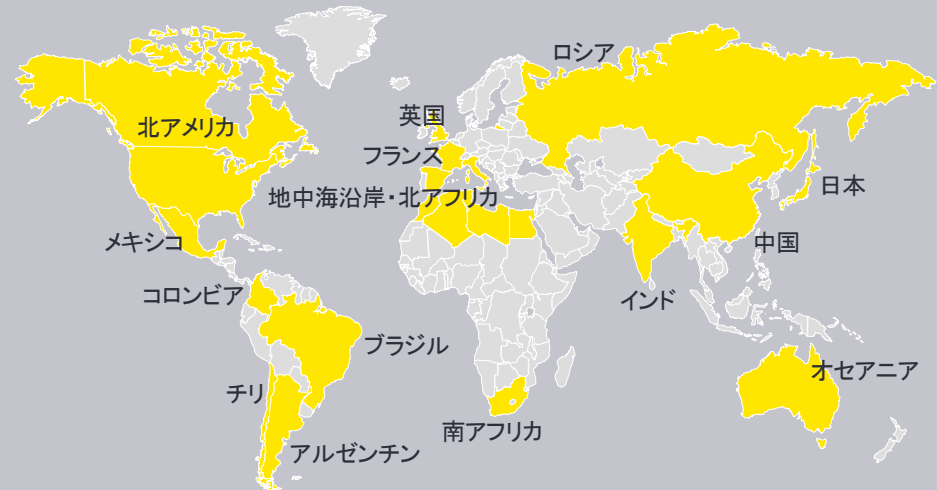 ロシア
英国
北アメリカ
フランス
日本
地中海沿岸・北アフリカ
メキシコ
中国
コロンビア
インド
ブラジル
オセアニア
チリ
南アフリカ
アルゼンチン